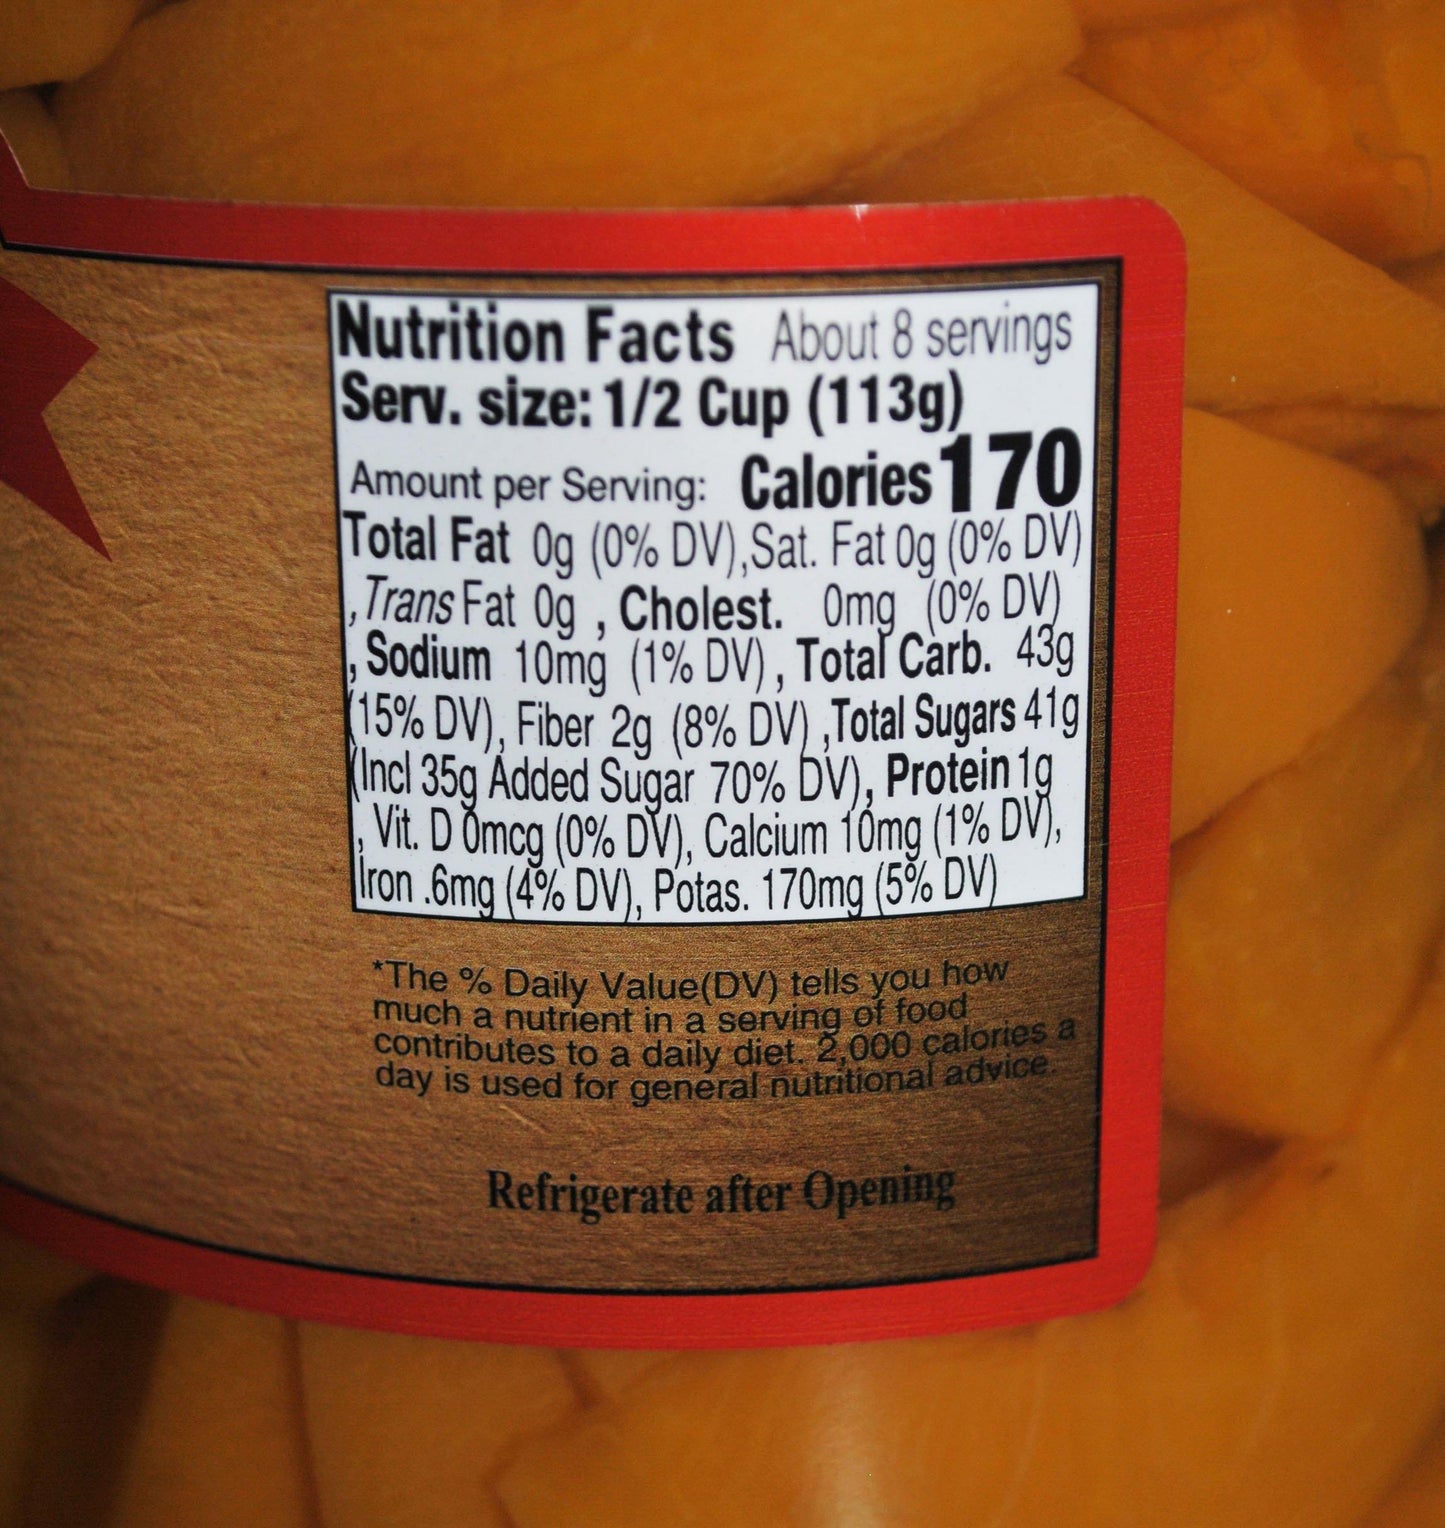 Nutrition Facts About 8 servings
Serv. size: 1/2 Cup (113g)
Amount per Serving: Calories 170
Total Fat 0g (0% DV),Sat. Fat 0g (0% DV)
, Trans Fat 0g , Cholest. 0mg (0% DV)
, Sodium 10mg (1% DV), Total Carb. 43g
(15% DV), Fiber 2g (8% DV) ,Total Sugars 41g
(Incl 35g Added Sugar 70% DV), Protein 1g
, Vit. D 0mcg (0% DV), Calcium 10mg (1% DV),
Iron .6mg (4% DV), Potas. 170mg (5% DV)
*The % Daily Value(DV) tells you how
much a nutrient in a serving of food
contributes to a daily diet. 2,000 calories a
day is used for general nutritional advice.
Refrigerate after Opening